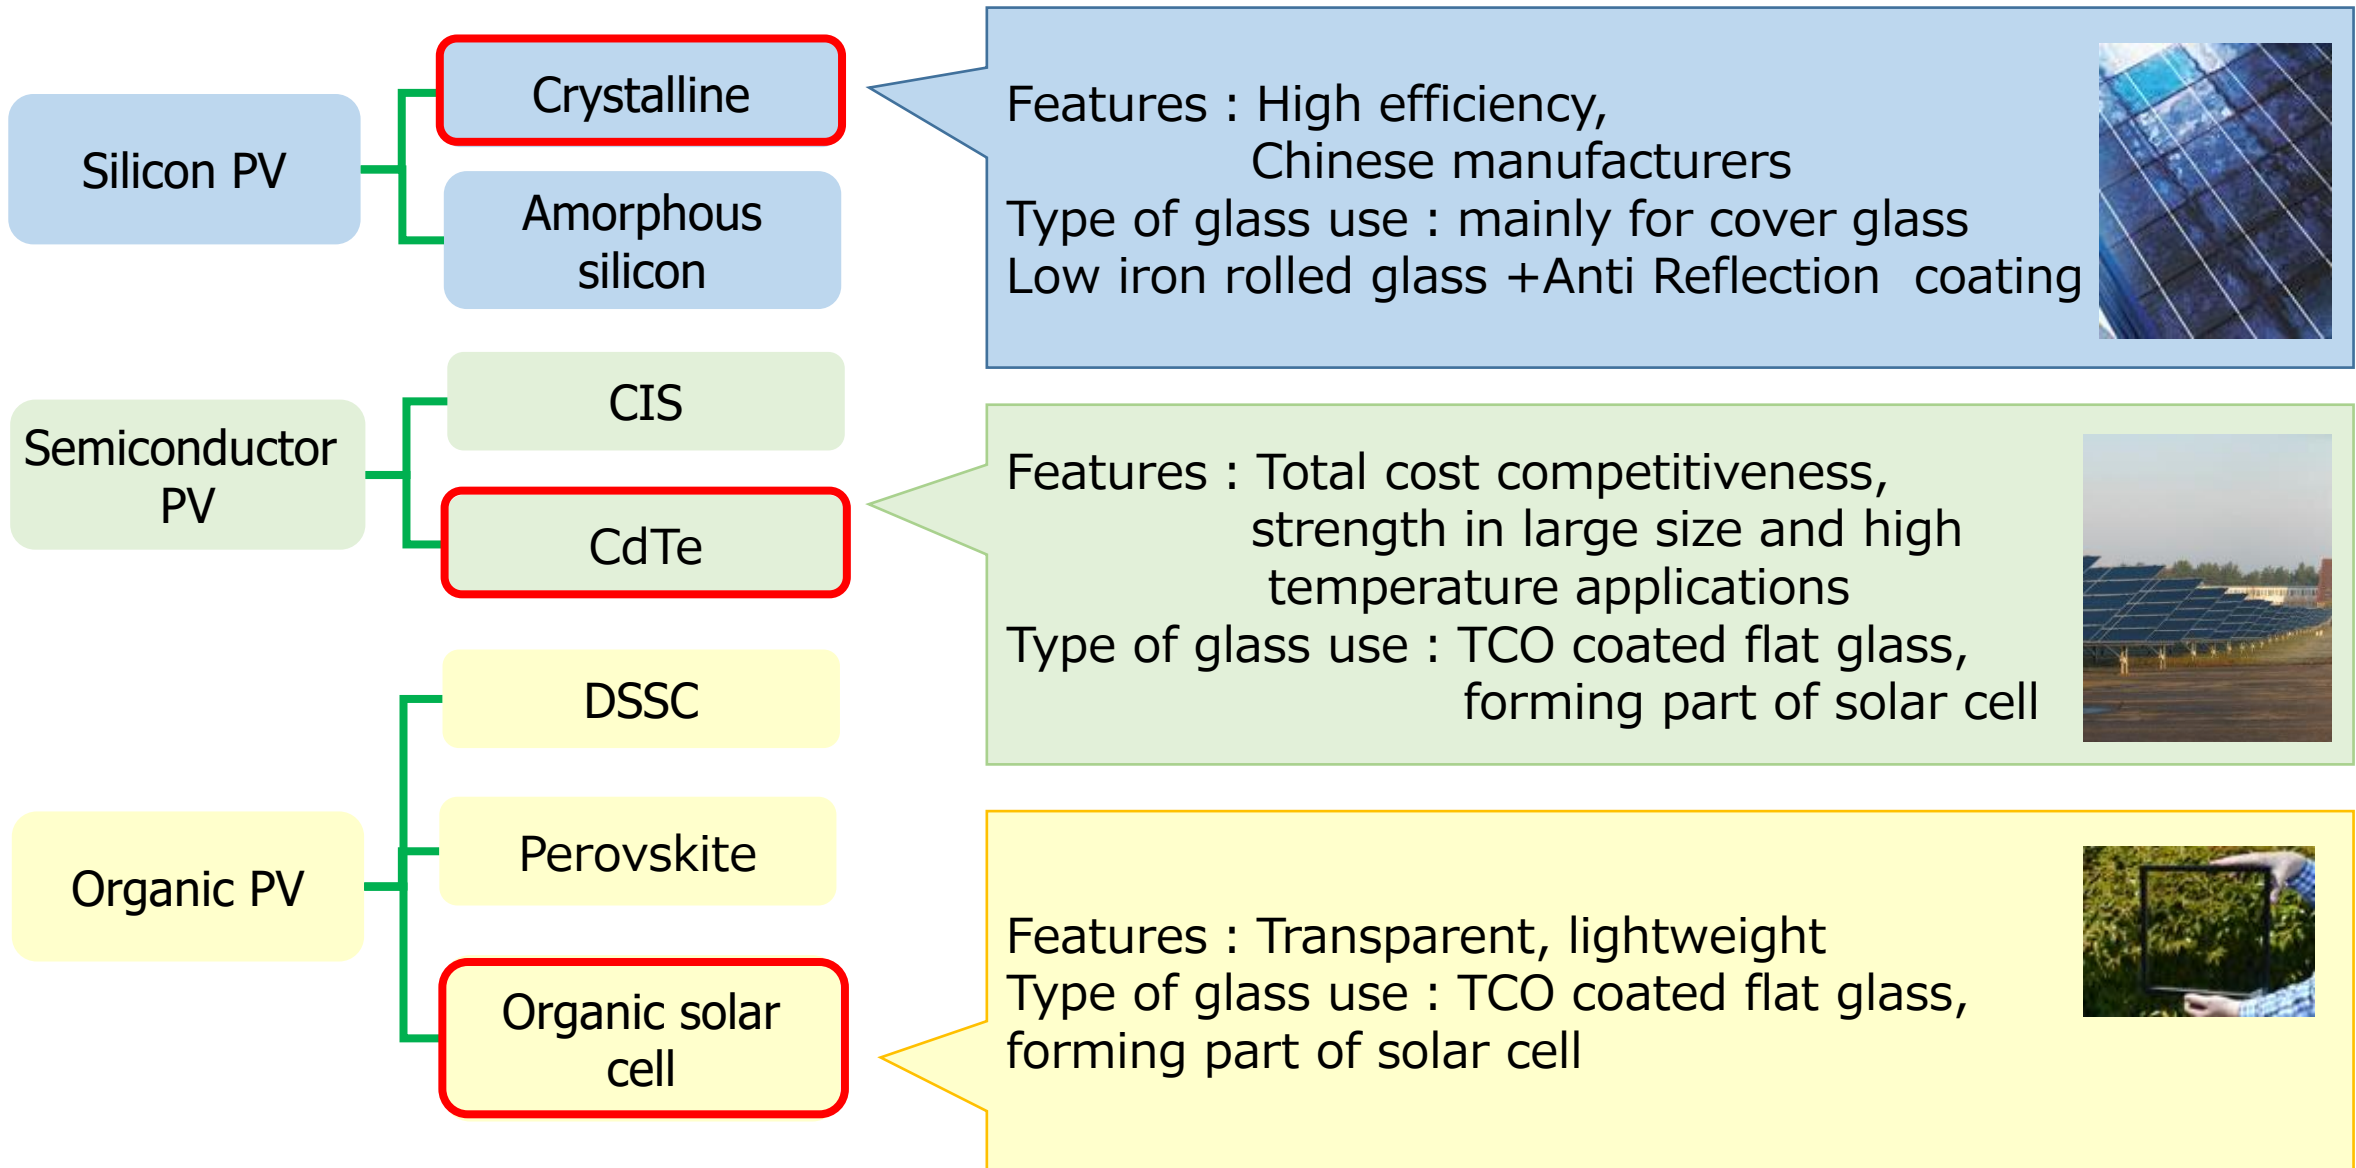 Silicon PV
Crystalline
Amorphous
silicon
Features : High efficiency,
Chinese manufacturers
Type of glass use : mainly for cover glass
Low iron rolled glass +Anti Reflection  coating
Semiconductor
PV
CIS
CdTe
Features : Total cost competitiveness,
strength in large size and high
temperature applications
Type of glass use : TCO coated flat glass,
forming part of solar cell
Organic PV
DSSC
Perovskite
Organic solar
cell
Features : Transparent, lightweight
Type of glass use : TCO coated flat glass,
forming part of solar cell